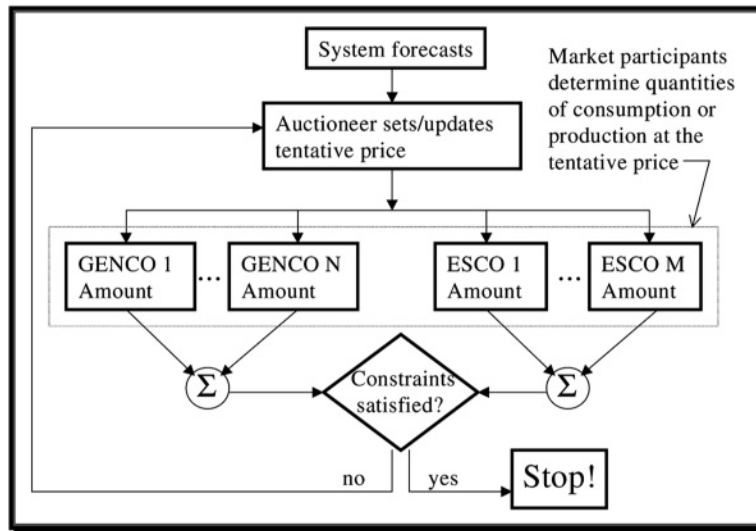 System forecasts
Market participants
determine quantities
of consumption or
production at the
tentative price
Auctioneer sets/updates
tentative price
GENCO 1
Amount
...
GENCO N
Amount
ESCO 1
Amount
...
ESCO M
Amount
Σ
Constraints
satisfied?
Σ
no
yes
Stop!